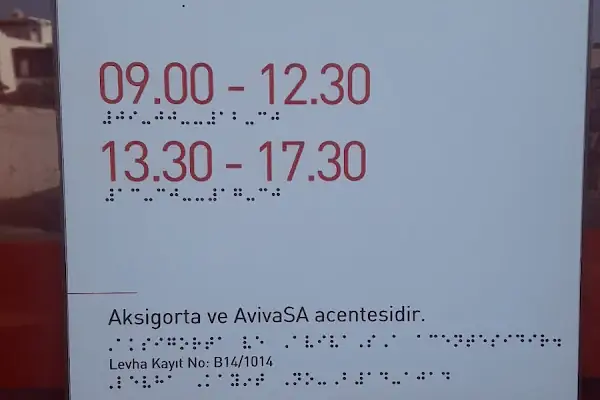 09.00 - 12.30
13.30 - 17.30
Aksigorta ve AvivaSA acentesidir.
Levha Kayıt No: B14/1014